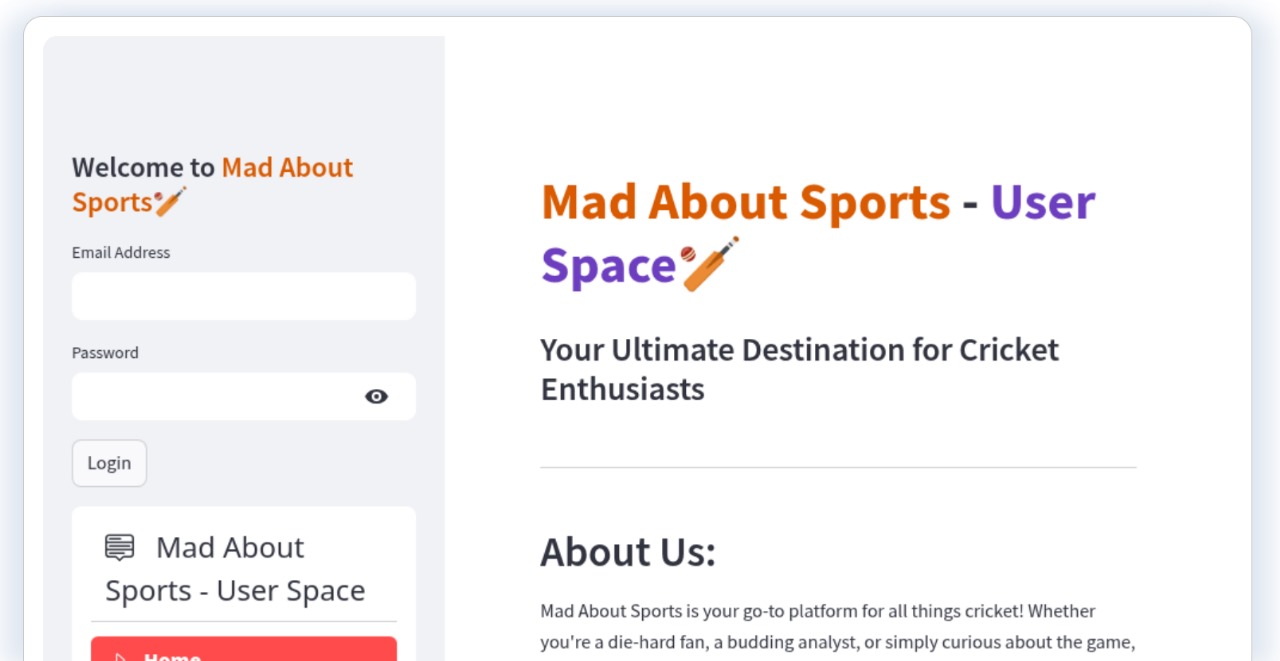 Welcome to Mad About
Sports
Email Address
Password
Login
Mad About
Sports - User Space
Home
Mad About Sports - User
Space
Your Ultimate Destination for Cricket
Enthusiasts
About Us:
Mad About Sports is your go-to platform for all things cricket! Whether
you're a die-hard fan, a budding analyst, or simply curious about the game,